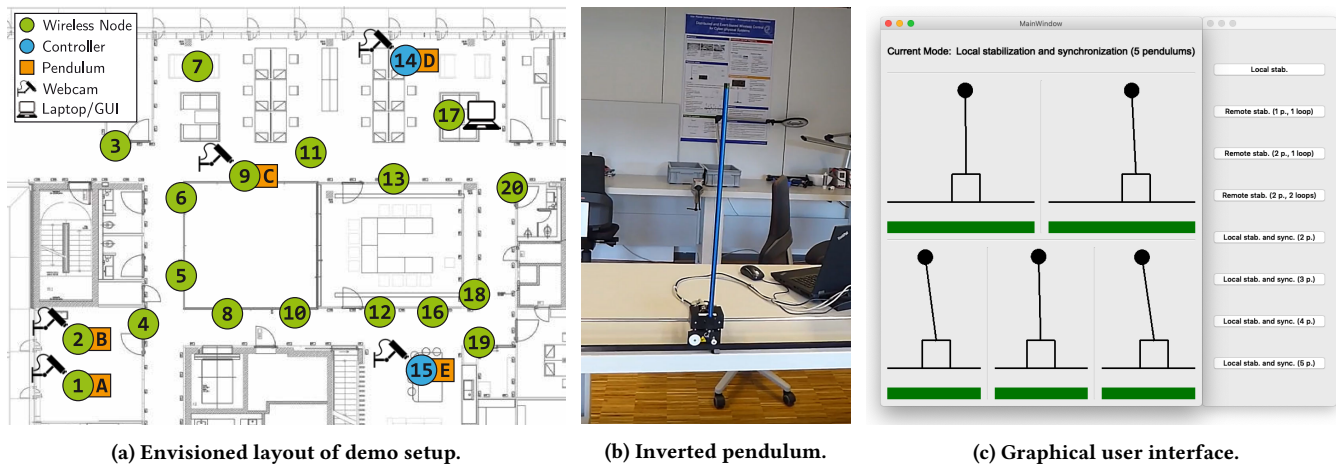 Wireless Node
Controller
Pendulum
Webcam
Laptop/GUI
7
14 D
17
3
11
9 C
13
20
6
5
18
8
10
12
16
4
2 B
19
1 A
15 E
(a) Envisioned layout of demo setup.
(b) Inverted pendulum.
MainWindow
Current Mode: Local stabilization and synchronization (5 pendulums)
Local stab.
Remote stab. (1 p., 1 loop)
Remote stab. (2 p., 1 loop)
Remote stab. (2 p., 2 loops)
Local stab. and sync. (2 p.)
Local stab. and sync. (3 p.)
Local stab. and sync. (4 p.)
Local stab. and sync. (5 p.)
(c) Graphical user interface.